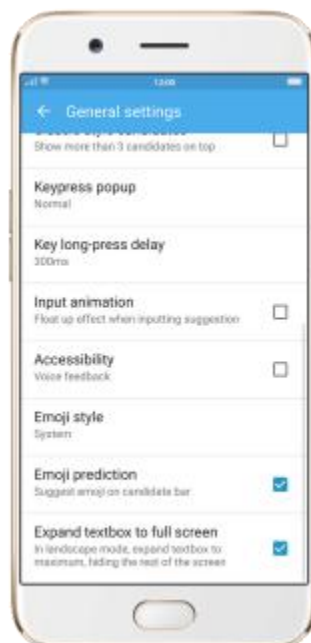 12:00
General settings
Show more than 3 candidates on top
Keypress popup
Normal
Key long-press delay
300ms
Input animation
Float up effect when inputting suggestion
Accessibility
Voice feedback
Emoji style
System
Emoji prediction
Suggest emoji on candidate bar
Expand textbox to full screen
In landscape mode, expand textbox to
maximum, hiding the rest of the screen